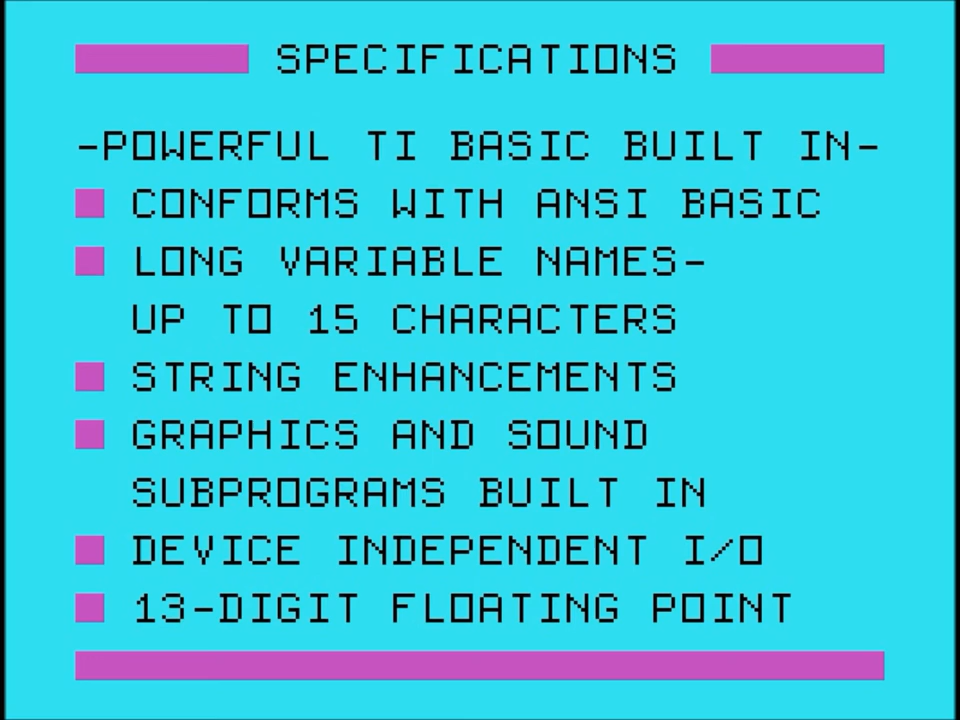 SPECIFICATIONS
-POWERFUL TI BASIC BUILT IN-
CONFORMS WITH ANSI BASIC
LONG VARIABLE NAMES-
UP TO 15 CHARACTERS
STRING ENHANCEMENTS
GRAPHICS AND SOUND
SUBPROGRAMS BUILT IN
DEVICE INDEPENDENT I/O
13-DIGIT FLOATING POINT